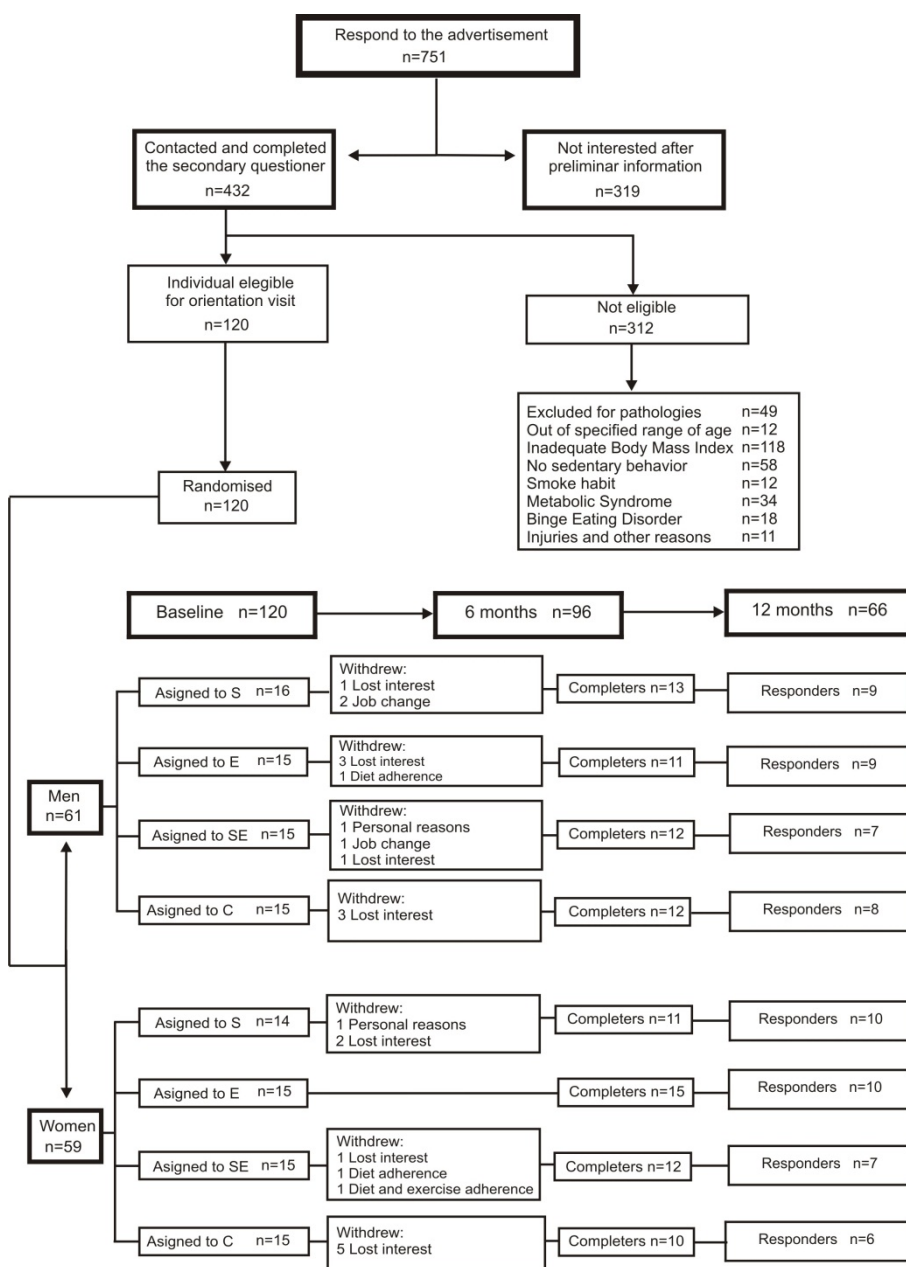 Respond to the advertisement
n=751
Contacted and completed
the secondary questioner
n=432
Not interested after
preliminar information
n=319
Individual elegible
for orientation visit
n=120
Not eligible
n=312
Excluded for pathologies n=49
Out of specified range of age n=12
Inadequate Body Mass Index n=118
No sedentary behavior n=58
Smoke habit n=12
Metabolic Syndrome n=34
Binge Eating Disorder n=18
Injuries and other reasons n=11
Randomised
n=120
Baseline n=120
6 months n=96
12 months n=66
Men
n=61
Asigned to S n=16
Withdrew:
1 Lost interest
2 Job change
Completers n=13
Responders n=9
Asigned to E n=15
Withdrew:
3 Lost interest
1 Diet adherence
Completers n=11
Responders n=9
Asigned to SE n=15
Withdrew:
1 Personal reasons
1 Job change
1 Lost interest
Completers n=12
Responders n=7
Asigned to C n=15
Withdrew:
3 Lost interest
Completers n=12
Responders n=8
Women
n=59
Asigned to S n=14
Withdrew:
1 Personal reasons
2 Lost interest
Completers n=11
Responders n=10
Asigned to E n=15
Completers n=15
Responders n=10
Asigned to SE n=15
Withdrew:
1 Lost interest
1 Diet adherence
1 Diet and exercise adherence
Completers n=12
Responders n=7
Asigned to C n=15
Withdrew:
5 Lost interest
Completers n=10
Responders n=6